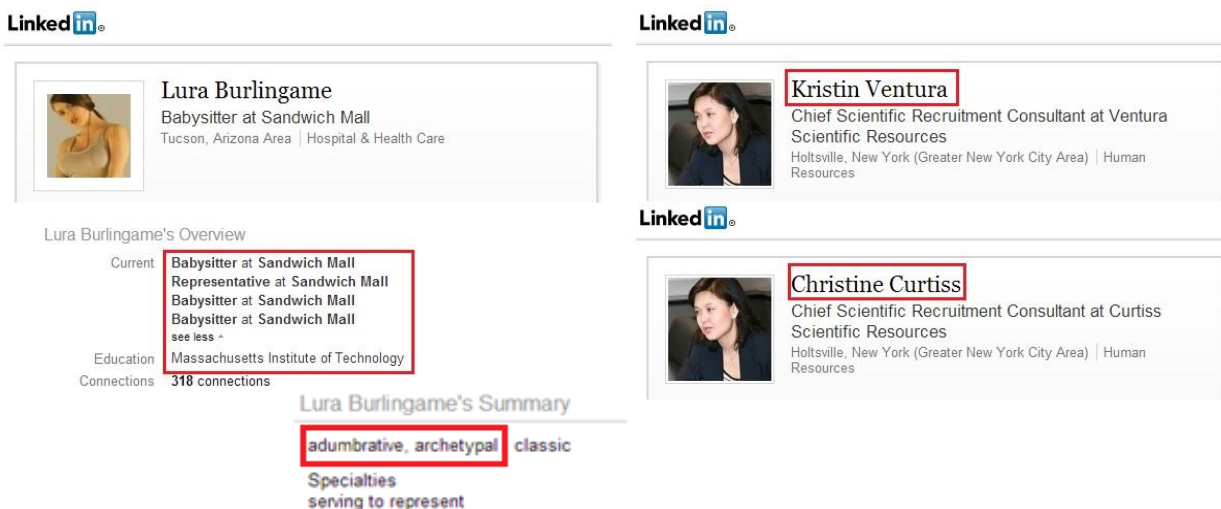 Linked in ®
Lura Burlingame
Babysitter at Sandwich Mall
Tucson, Arizona Area | Hospital & Health Care
Lura Burlingame's Overview
Current Babysitter at Sandwich Mall
Representative at Sandwich Mall
Babysitter at Sandwich Mall
Babysitter at Sandwich Mall
see less
Education Massachusetts Institute of Technology
Connections 318 connections
Lura Burlingame's Summary
adumbrative, archetypal classic
Specialties
serving to represent
Linked in ®
Kristin Ventura
Chief Scientific Recruitment Consultant at Ventura
Scientific Resources
Holtsville, New York (Greater New York City Area) | Human
Resources
Linked in ®
Christine Curtiss
Chief Scientific Recruitment Consultant at Curtiss
Scientific Resources
Holtsville, New York (Greater New York City Area) | Human
Resources